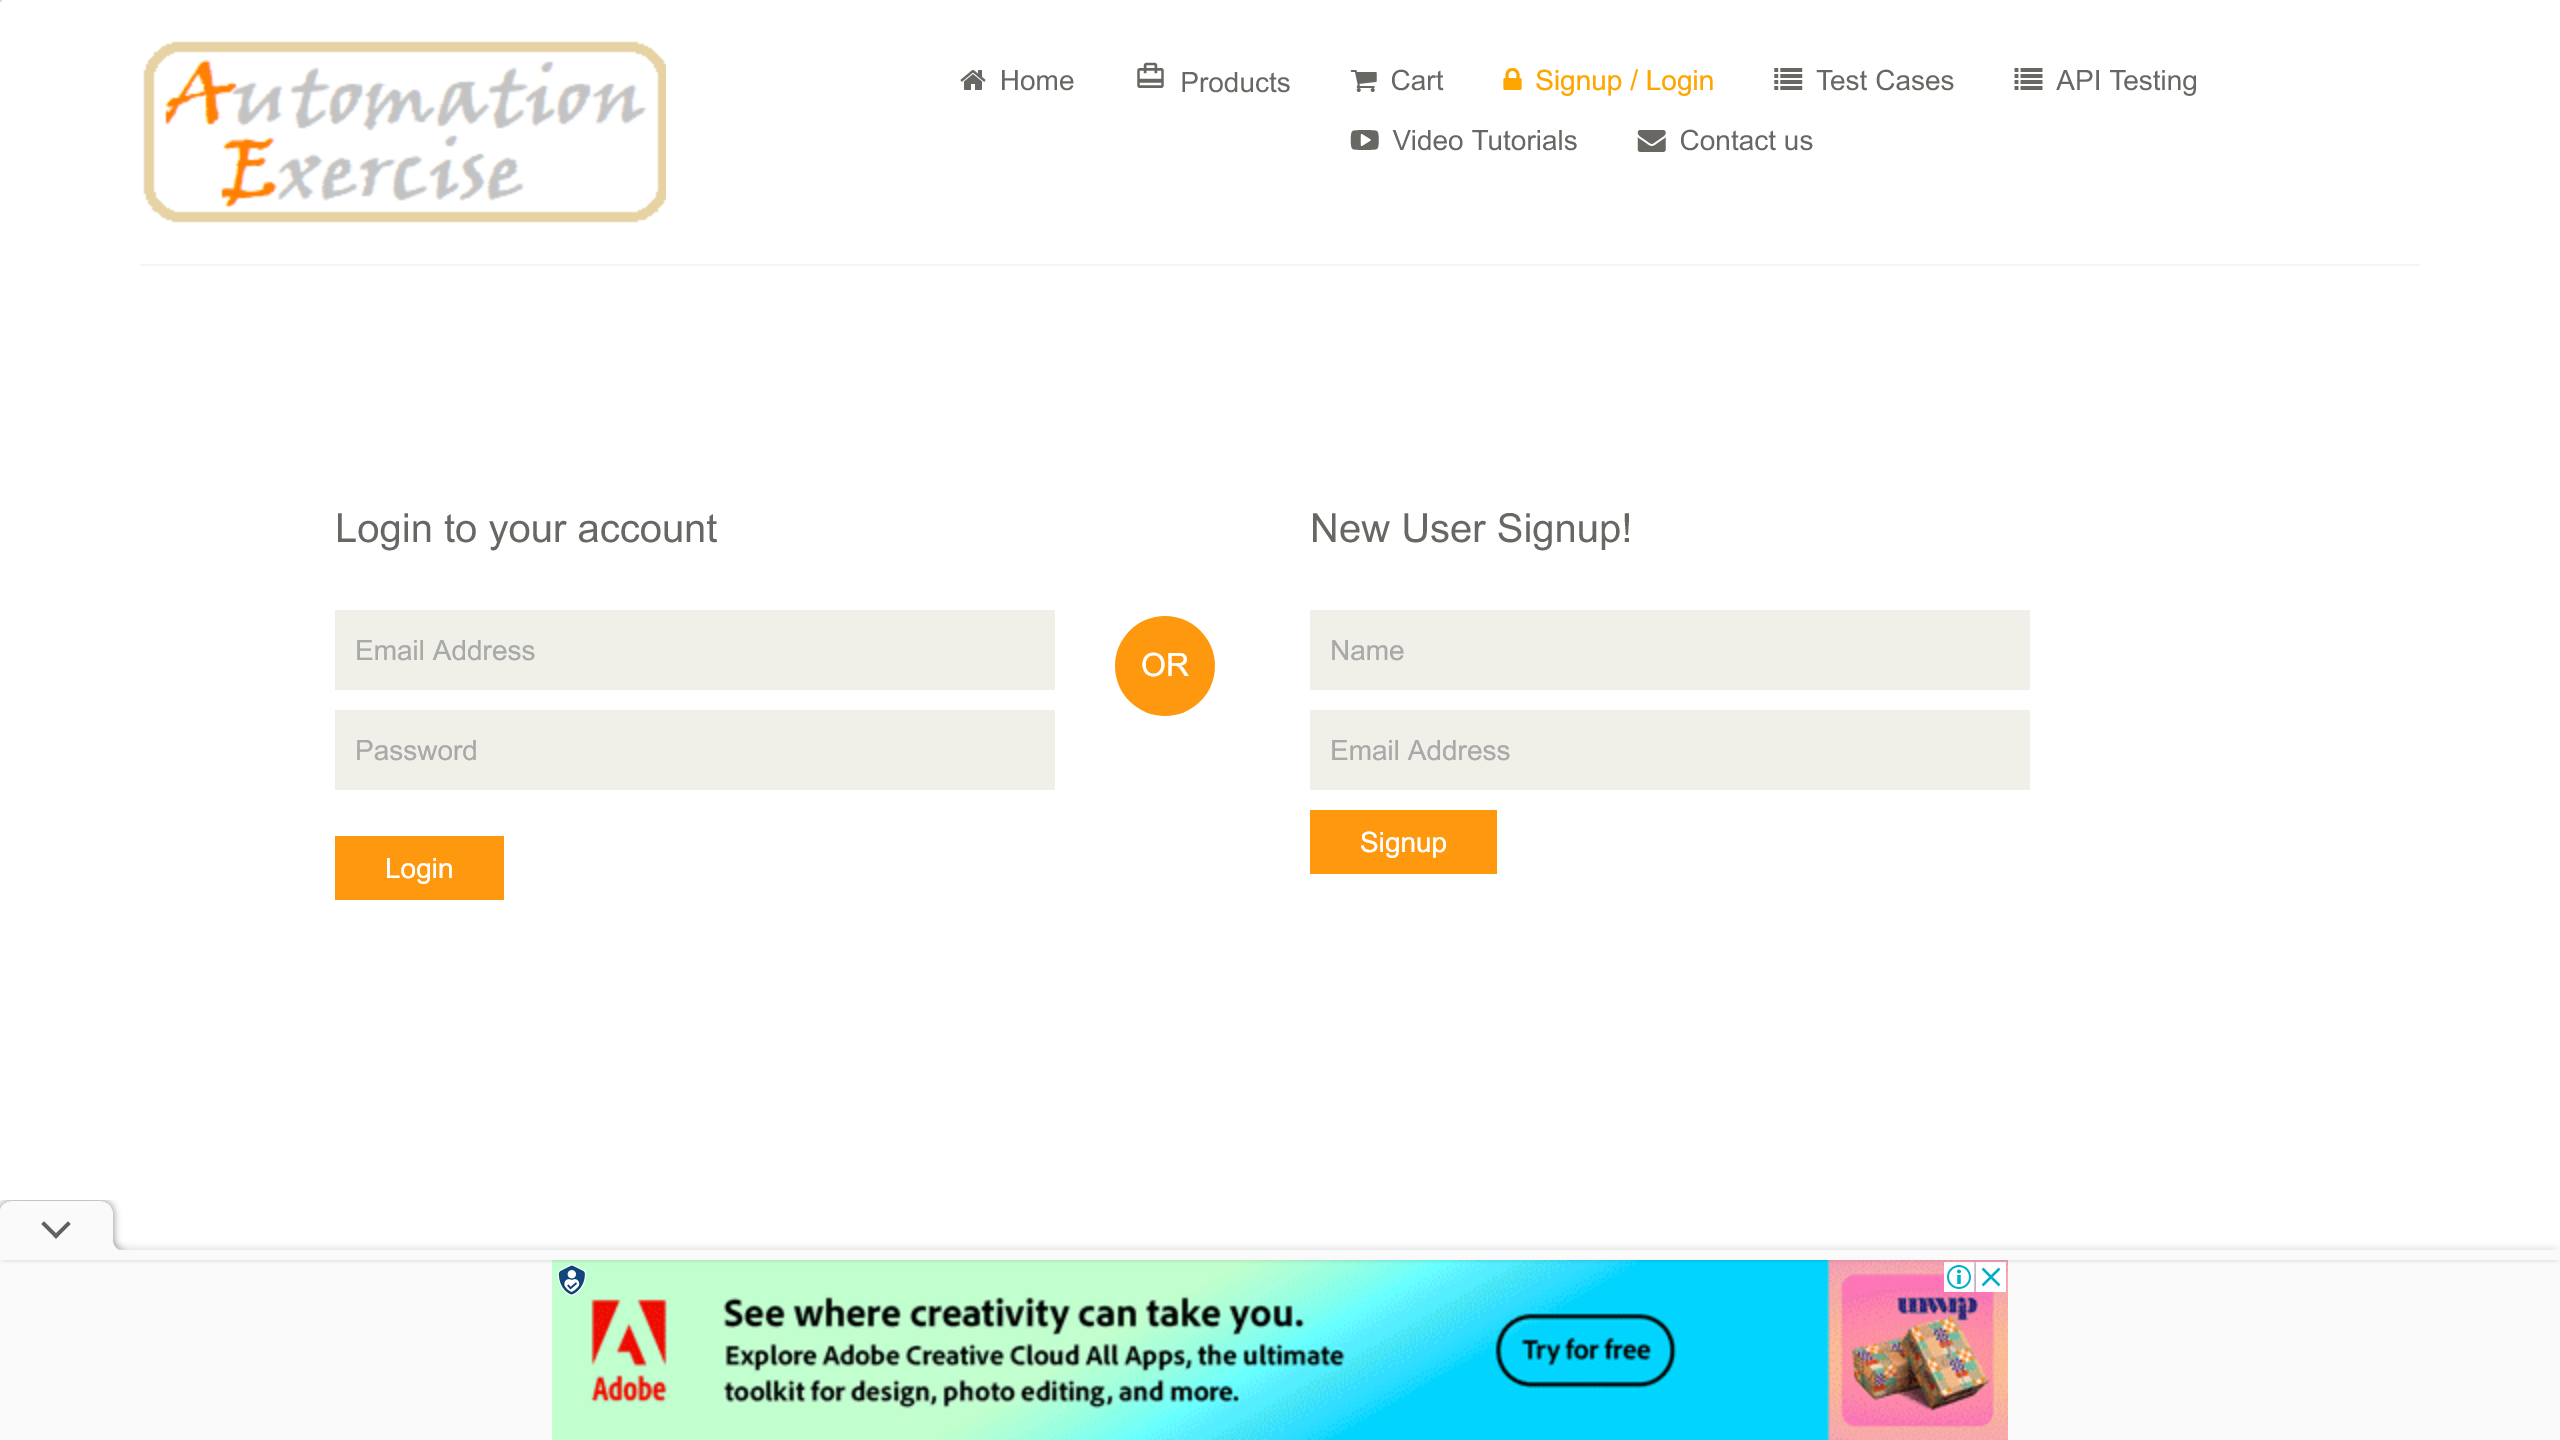 Automation
Exercise
Home
Products
Cart
Signup / Login
Test Cases
API Testing
Video Tutorials
Contact us
Login to your account
Email Address
Password
Login
OR
New User Signup!
Name
Email Address
Signup
Adobe
See where creativity can take you.
Explore Adobe Creative Cloud All Apps, the ultimate
toolkit for design, photo editing, and more.
Try for free